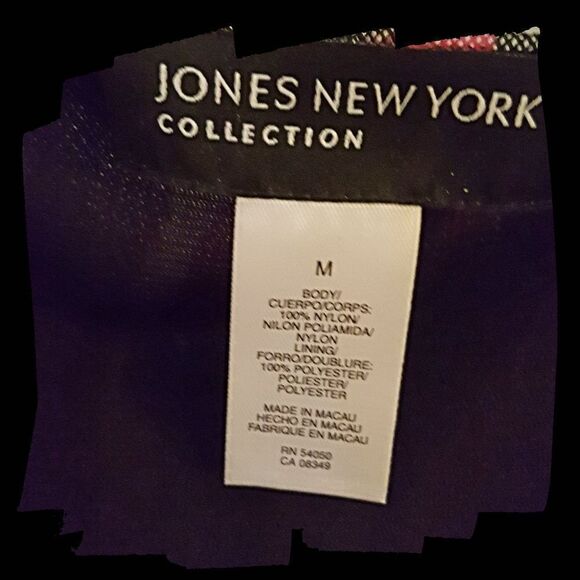 JONES NEW YORK
COLLECTION
M
BODY/
CUERPO/CORPS:
100% NYLON/
NILON POLIAMIDA/
NYLON
LINING/
FORRO/DOUBLURE:
100% POLYESTER/
POLIESTER/
POLYESTER
MADE IN MACAU
HECHO EN MACAU
FABRIQUE EN MACAU
RN 54050
CA 08349